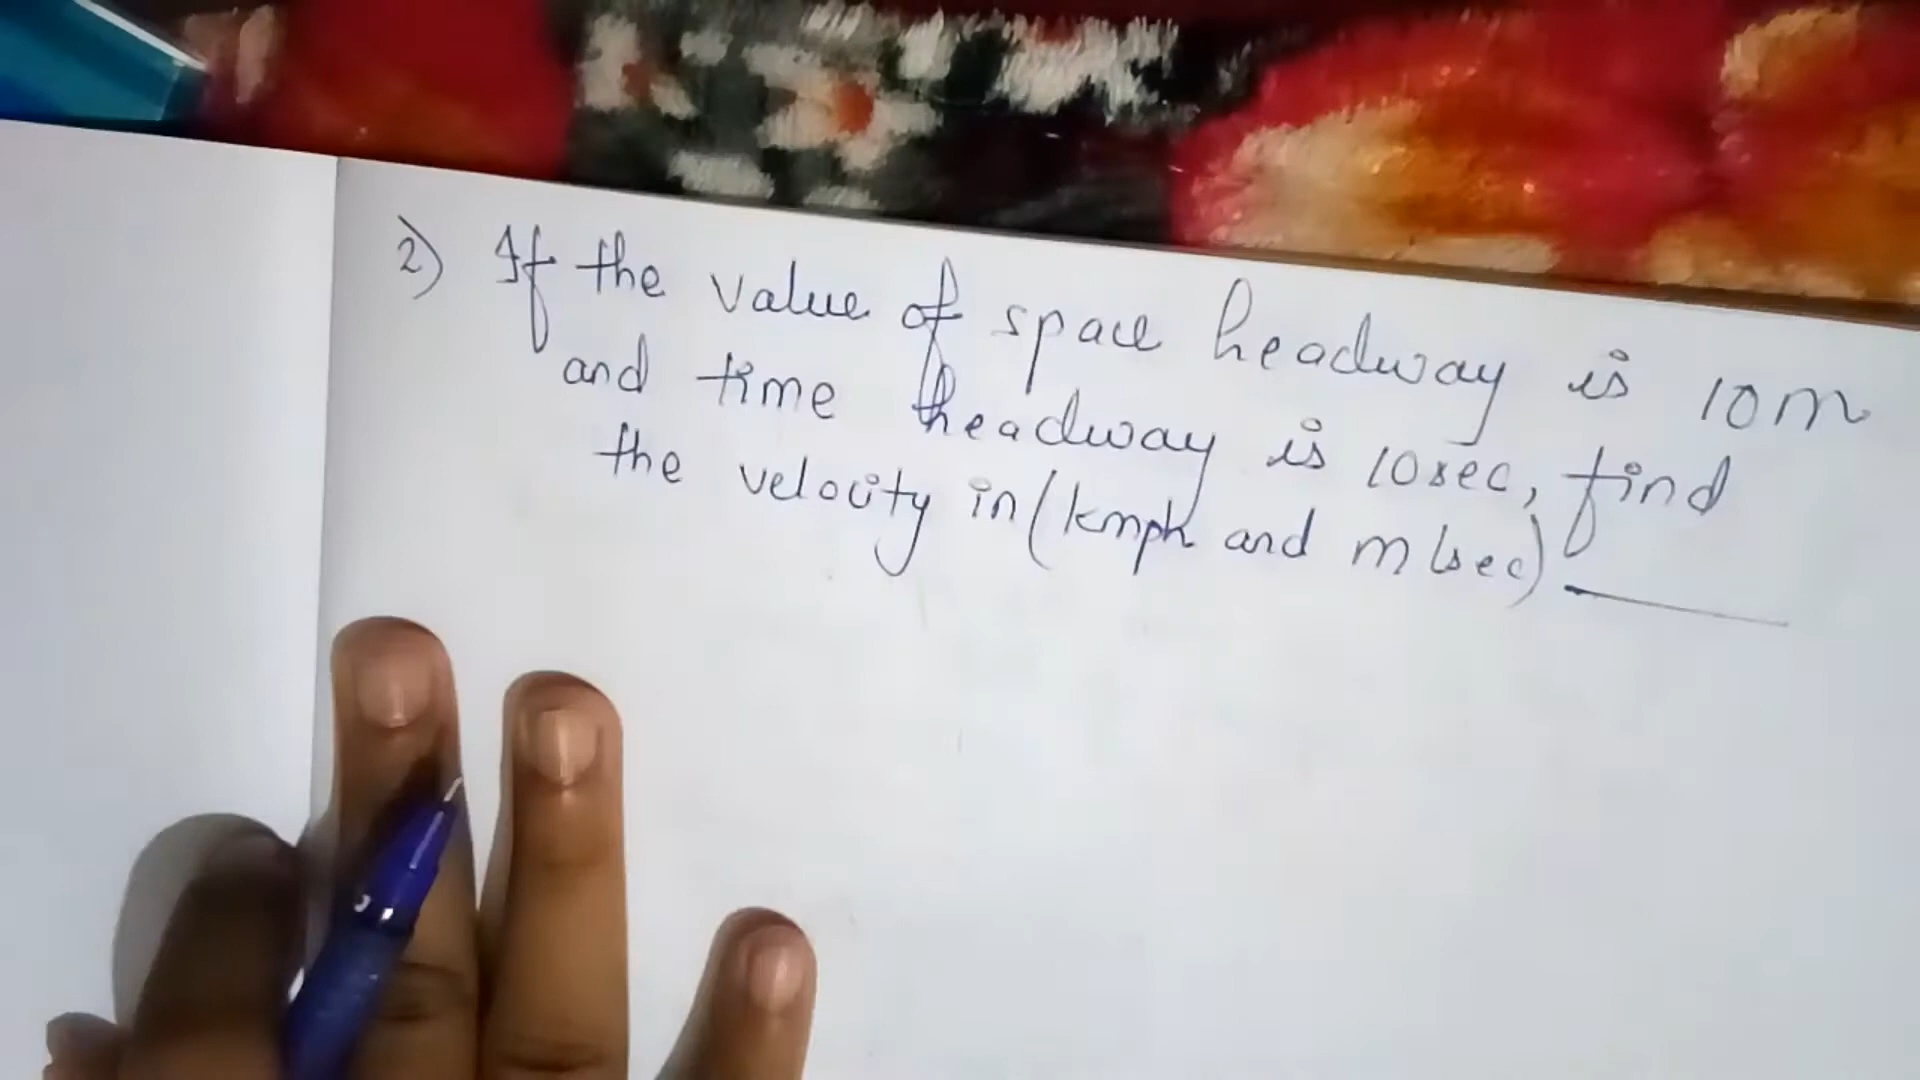 2) If the value of space headway is 10m
and time headway is 10sec, find
the velocity in (kmph and m/sec) ____